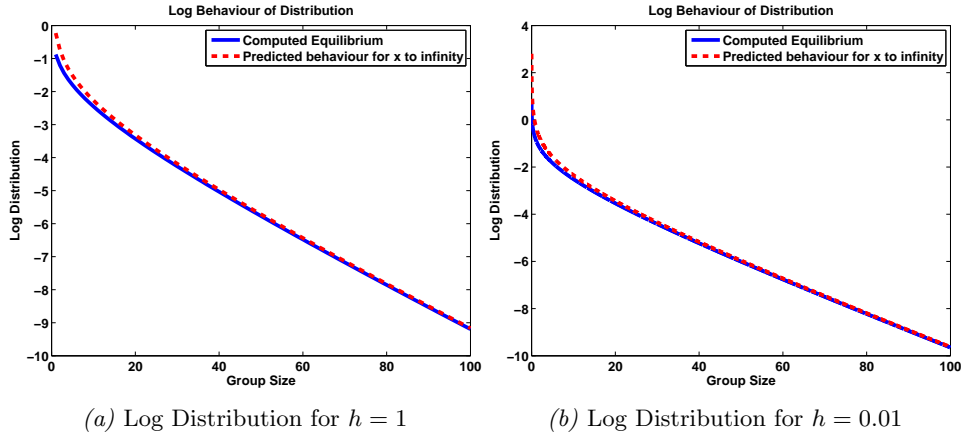 Log Behaviour of Distribution
0
−1
−2
−3
−4
−5
−6
−7
−8
−9
−10
Log Distribution
Computed Equilibrium
Predicted behaviour for x to infinity
0 20 40 60 80 100
Group Size
(a) Log Distribution for h = 1
Log Behaviour of Distribution
4
2
0
−2
−4
−6
−8
−10
Log Distribution
Computed Equilibrium
Predicted behaviour for x to infinity
0 20 40 60 80 100
Group Size
(b) Log Distribution for h = 0.01